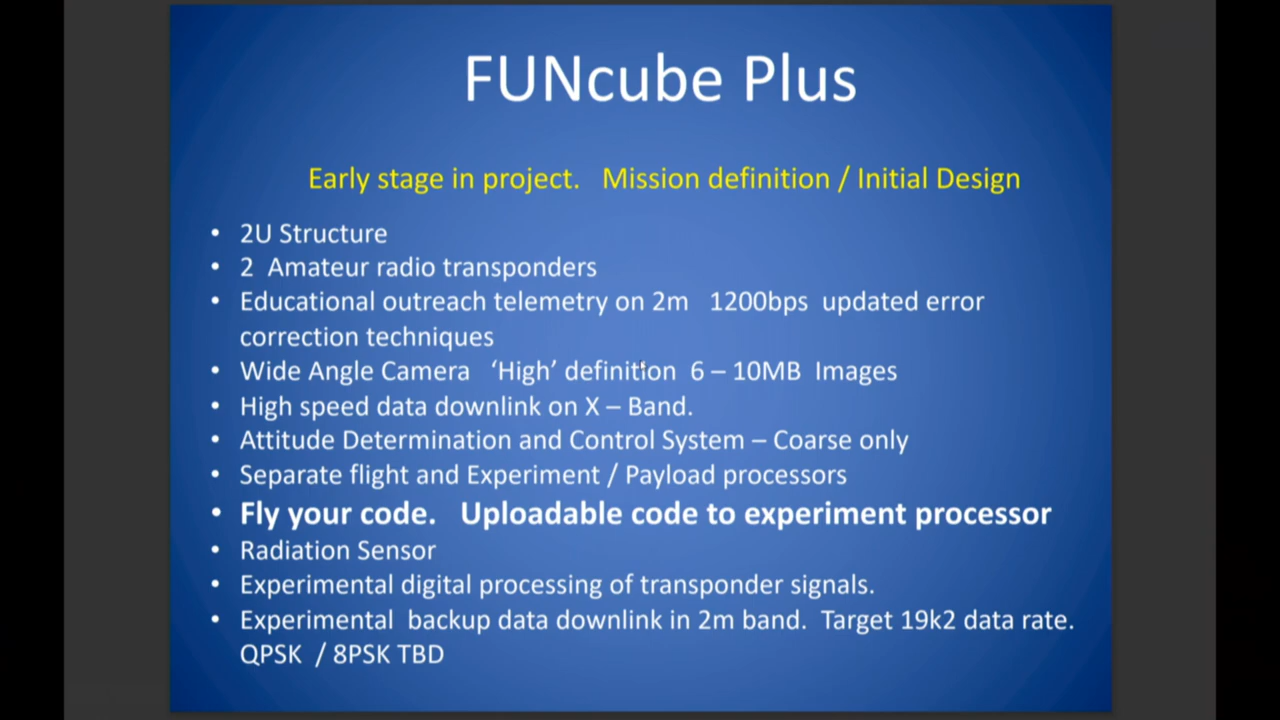 FUNcube Plus
Early stage in project. Mission definition / Initial Design
• 2U Structure
• 2 Amateur radio transponders
• Educational outreach telemetry on 2m 1200bps updated error
correction techniques
• Wide Angle Camera ‘High’ definition 6 – 10MB Images
• High speed data downlink on X – Band.
• Attitude Determination and Control System – Coarse only
• Separate flight and Experiment / Payload processors
• Fly your code. Uploadable code to experiment processor
• Radiation Sensor
• Experimental digital processing of transponder signals.
• Experimental backup data downlink in 2m band. Target 19k2 data rate.
QPSK / 8PSK TBD